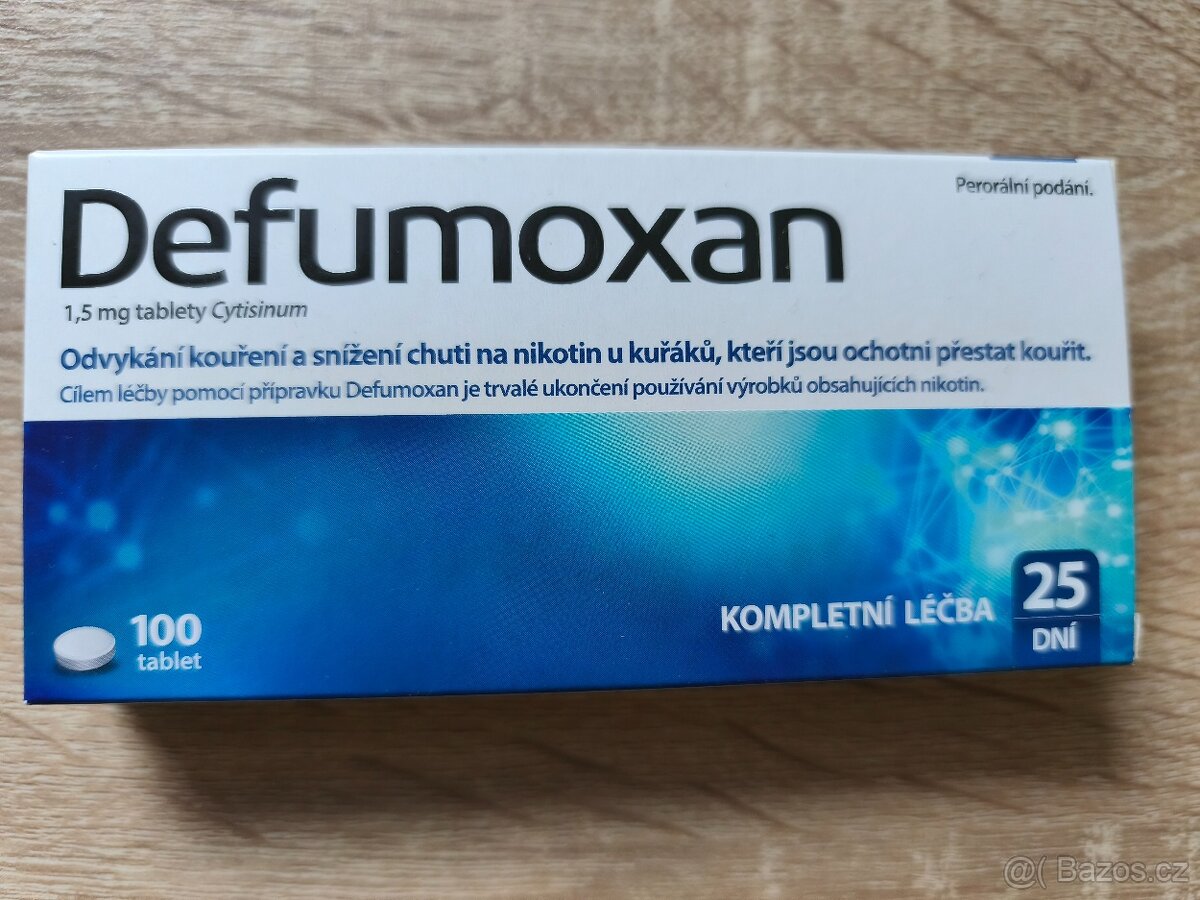 Defumoxan
Perorální podání.
1,5 mg tablety Cytisinum
Odvykání kouření a snížení chuti na nikotin u kuřáků, kteří jsou ochotni přestat kouřit.
Cílem léčby pomocí přípravku Defumoxan je trvalé ukončení používání výrobků obsahujících nikotin.
100
tablet
KOMPLETNÍ LÉČBA
25
DNÍ
@( Bazos.cz